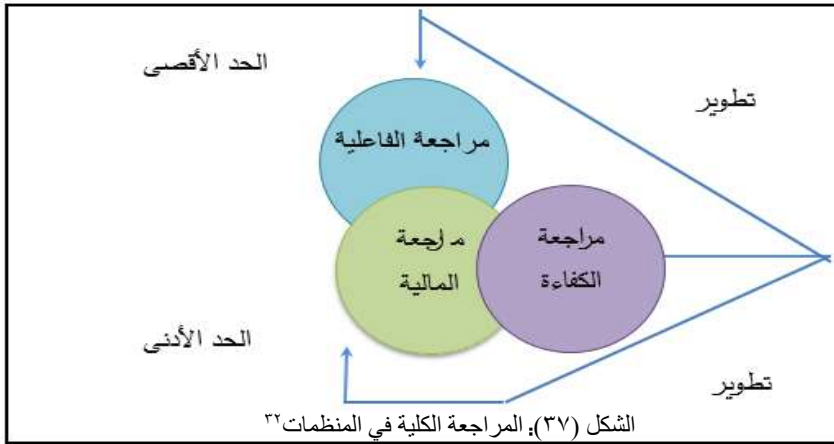 الحد الأقصى
تطوير
مراجعة الفاعلية
مراجعة
الكفاءة
مراجعة
المالية
الحد الأدنى
تطوير
الشكل (٣٧): المراجعة الكلية في المنظمات٣٢